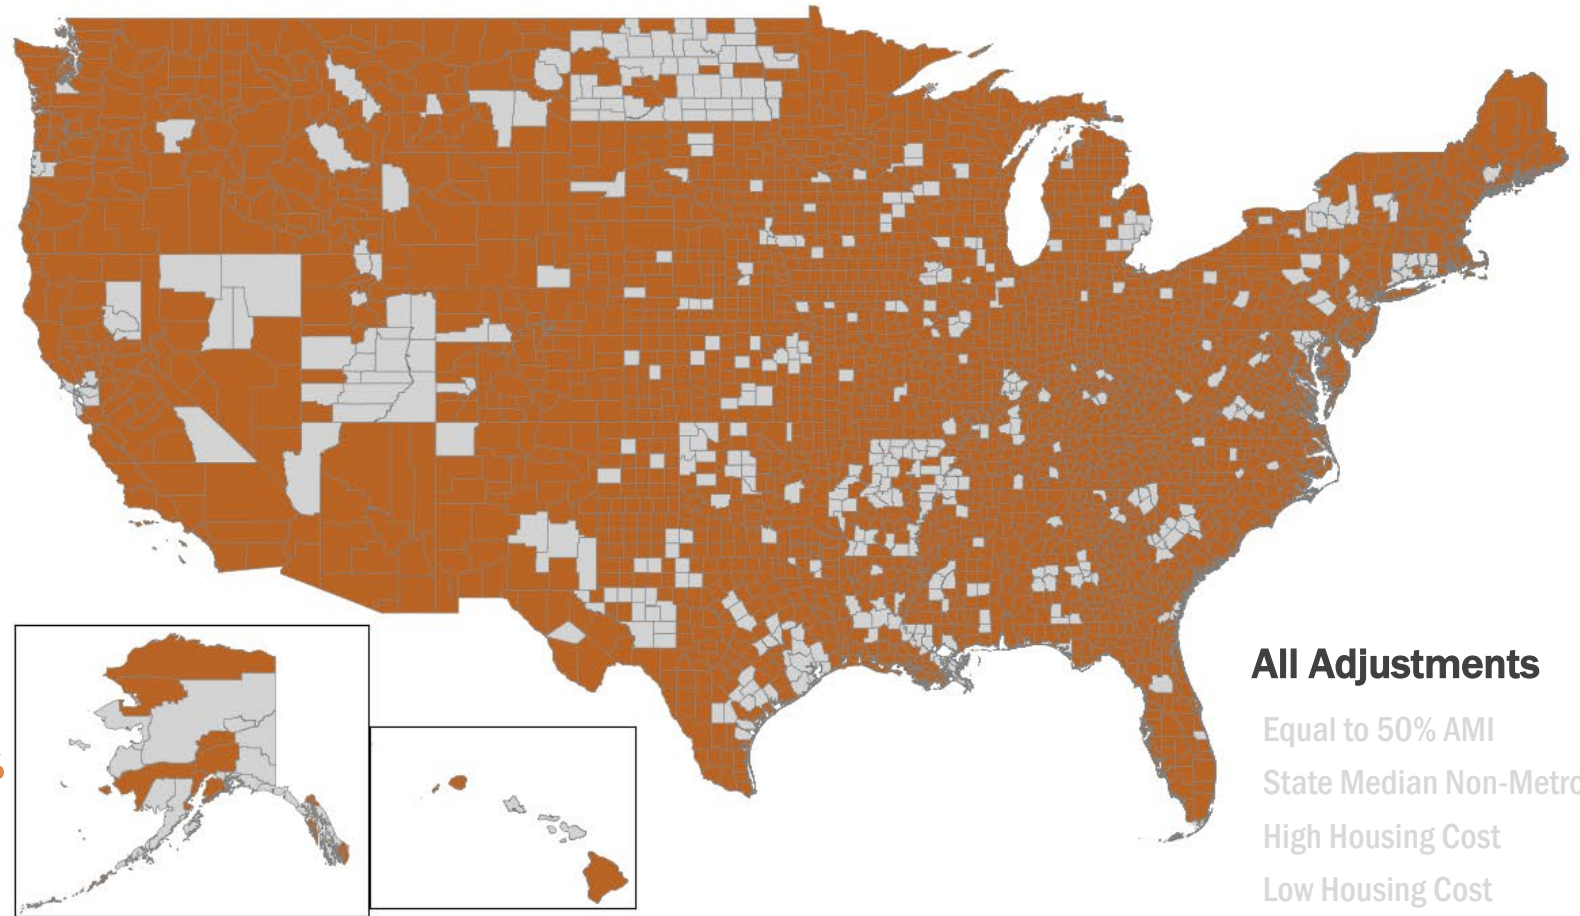 All Adjustments
Equal to 50% AMI
State Median Non-Metro
High Housing Cost
Low Housing Cost